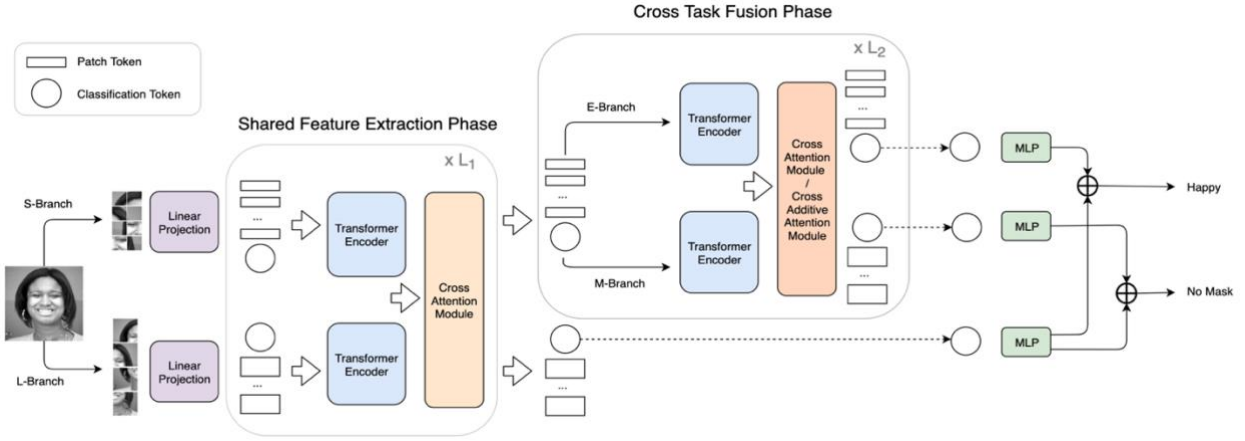 Cross Task Fusion Phase
x L2
Patch Token
Classification Token
Shared Feature Extraction Phase
x L1
E-Branch
Transformer
Encoder
...
Cross
Attention
Module
/
Cross
Additive
Attention
Module
...
MLP
Happy
S-Branch
Linear
Projection
...
Transformer
Encoder
...
M-Branch
Transformer
Encoder
...
MLP
No Mask
Cross
Attention
Module
L-Branch
Linear
Projection
...
Transformer
Encoder
...
MLP